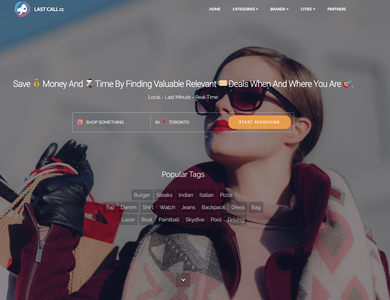 LAST CALL cc
HOME CATEGORIES BRANDS CITIES PARTNERS
Save Money And Time By Finding Valuable Relevant Deals When And Where You Are .
Local - Last Minute - Real-Time
SHOP SOMETHING IN TORONTO START SEARCHING
Popular Tags
Burger Steaks Indian Italian Pizza
Top Denim Shirt Watch Jeans Backpack Dress Bag
Laser Boat Paintball Skydive Pool Driving